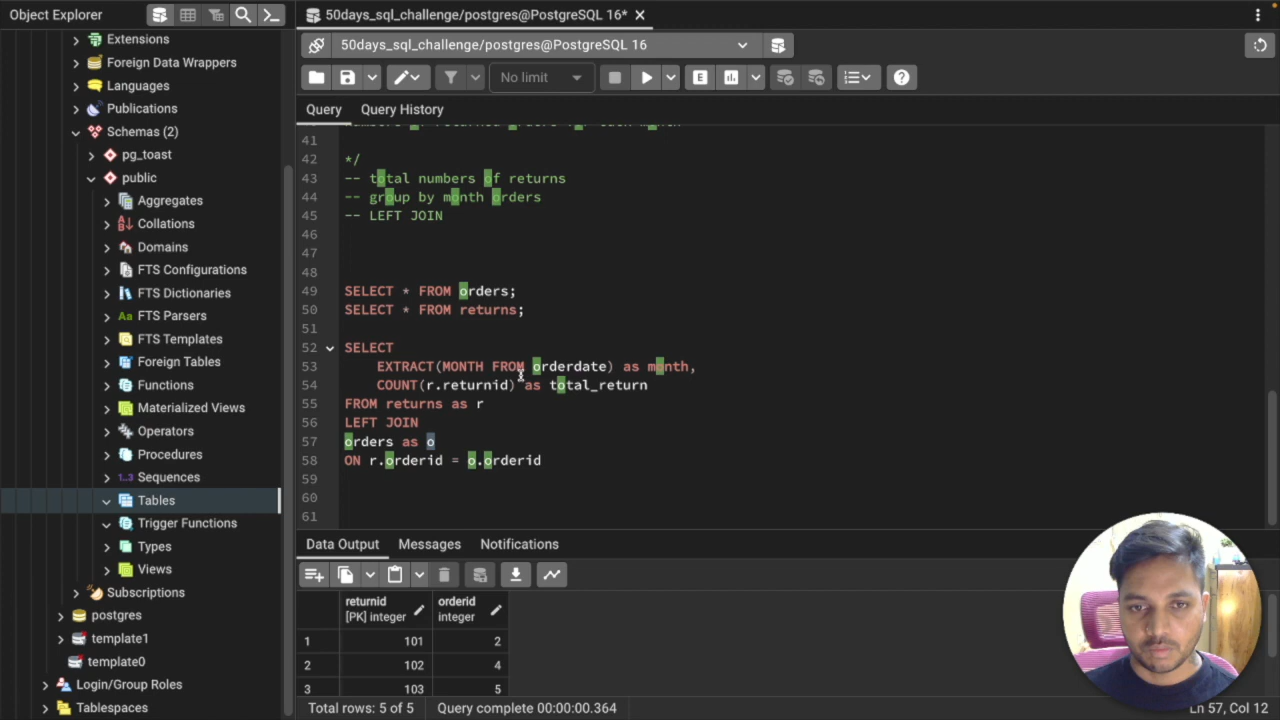 Object Explorer
50days_sql_challenge/postgres@PostgreSQL 16*
50days_sql_challenge/postgres@PostgreSQL 16
No limit
E
Query
Query History
Extensions
Foreign Data Wrappers
Languages
Publications
Schemas (2)
pg_toast
public
Aggregates
Collations
Domains
FTS Configurations
FTS Dictionaries
FTS Parsers
FTS Templates
Foreign Tables
Functions
Materialized Views
Operators
Procedures
Sequences
Tables
Trigger Functions
Types
Views
Subscriptions
postgres
template1
template0
Login/Group Roles
Tablespaces
41
42 */
43 -- total numbers of returns
44 -- group by month orders
45 -- LEFT JOIN
46
47
48
49 SELECT * FROM orders;
50 SELECT * FROM returns;
51
52 SELECT
53 EXTRACT(MONTH FROM orderdate) as month,
54 COUNT(r.returnid) as total_return
55 FROM returns as r
56 LEFT JOIN
57 orders as o
58 ON r.orderid = o.orderid
59
60
61
Data Output
Messages
Notifications
returnid
[PK] integer
orderid
integer
1 101 2
2 102 4
3 103 5
Total rows: 5 of 5
Query complete 00:00:00.364
Ln 57, Col 12